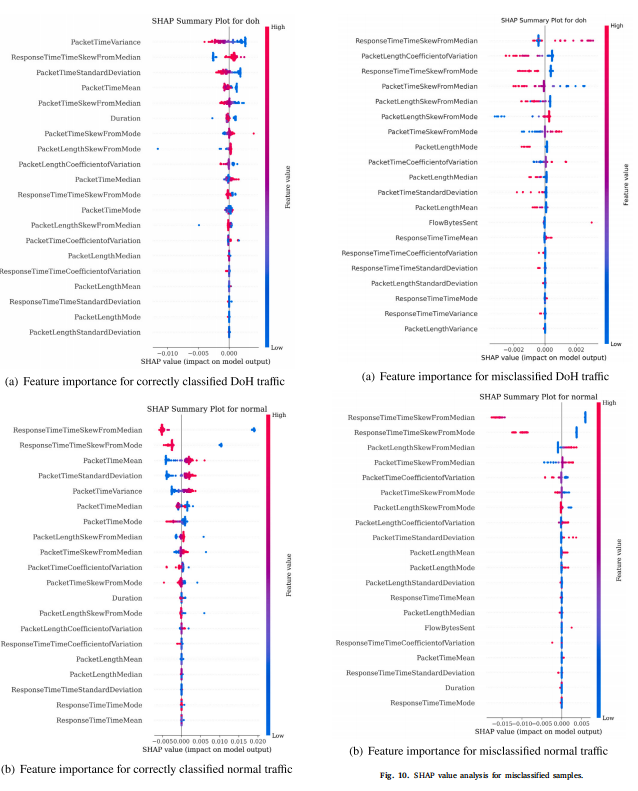 SHAP Summary Plot for doh
High
PacketTimeVariance
ResponseTimeTimeSkewFromMedian
PacketTimeStandardDeviation
PacketTimeMean
PacketTimeSkewFromMedian
Duration
PacketTimeSkewFromMode
PacketLengthSkewFromMode
PacketLengthCoefficientofVariation
PacketTimeMedian
ResponseTimeTimeSkewFromMode
PacketTimeMode
PacketLengthSkewFromMedian
PacketTimeCoefficientofVariation
PacketLengthMedian
ResponseTimeTimeCoefficientofVariation
PacketLengthMean
ResponseTimeTimeStandardDeviation
PacketLengthMode
PacketLengthStandardDeviation
Feature value
Low
−0.010 −0.005 0.000
SHAP value (impact on model output)
(a) Feature importance for correctly classified DoH traffic
SHAP Summary Plot for normal
High
ResponseTimeTimeSkewFromMedian
ResponseTimeTimeSkewFromMode
PacketTimeMean
PacketTimeStandardDeviation
PacketTimeVariance
PacketTimeMedian
PacketTimeMode
PacketLengthSkewFromMedian
PacketTimeSkewFromMedian
PacketTimeCoefficientofVariation
PacketTimeSkewFromMode
Duration
PacketLengthSkewFromMode
PacketLengthCoefficientofVariation
ResponseTimeTimeCoefficientofVariation
PacketLengthMean
PacketLengthMedian
ResponseTimeTimeStandardDeviation
ResponseTimeTimeMode
ResponseTimeTimeMean
Feature value
Low
−0.005 0.000 0.005 0.010 0.015 0.020
SHAP value (impact on model output)
(b) Feature importance for correctly classified normal traffic
SHAP Summary Plot for doh
High
ResponseTimeTimeSkewFromMedian
PacketLengthCoefficientofVariation
ResponseTimeTimeSkewFromMode
PacketTimeSkewFromMedian
PacketLengthSkewFromMedian
PacketLengthSkewFromMode
PacketTimeSkewFromMode
PacketLengthMode
PacketTimeCoefficientofVariation
PacketLengthMedian
PacketTimeStandardDeviation
PacketLengthMean
FlowBytesSent
ResponseTimeTimeMean
ResponseTimeTimeCoefficientofVariation
ResponseTimeTimeStandardDeviation
PacketLengthStandardDeviation
ResponseTimeTimeMode
ResponseTimeTimeVariance
PacketLengthVariance
Feature value
Low
−0.002 0.000 0.002
SHAP value (impact on model output)
(a) Feature importance for misclassified DoH traffic
SHAP Summary Plot for normal
High
ResponseTimeTimeSkewFromMedian
ResponseTimeTimeSkewFromMode
PacketLengthSkewFromMedian
PacketTimeSkewFromMedian
PacketTimeCoefficientofVariation
PacketTimeSkewFromMode
PacketLengthSkewFromMode
PacketLengthCoefficientofVariation
PacketTimeStandardDeviation
PacketLengthMean
PacketLengthMode
PacketLengthStandardDeviation
ResponseTimeTimeMean
PacketLengthMedian
FlowBytesSent
ResponseTimeTimeCoefficientofVariation
PacketTimeMean
ResponseTimeTimeStandardDeviation
Duration
ResponseTimeTimeMode
Feature value
Low
−0.015 −0.010 −0.005 0.000 0.005
SHAP value (impact on model output)
(b) Feature importance for misclassified normal traffic
Fig. 10. SHAP value analysis for misclassified samples.